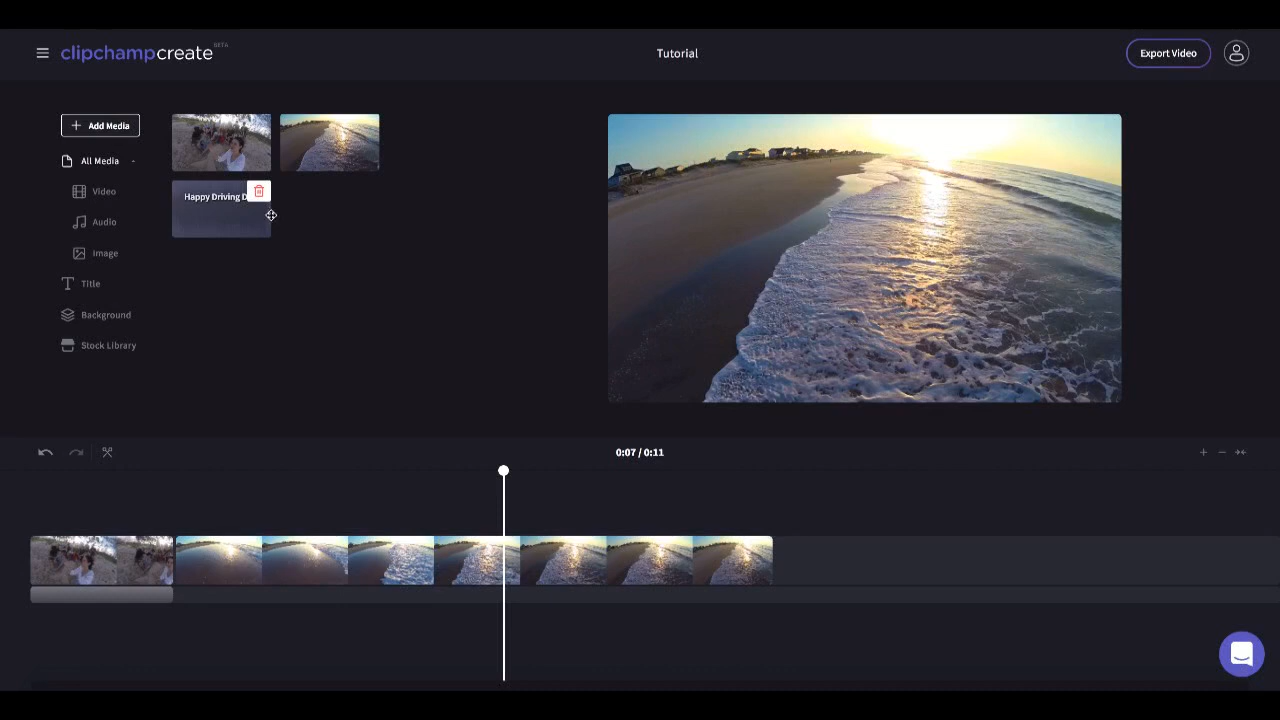 clipchampcreate BETA
Tutorial
Export Video
Add Media
All Media -
Video
Audio
Image
Title
Background
Stock Library
Happy Driving
0:07 / 0:11